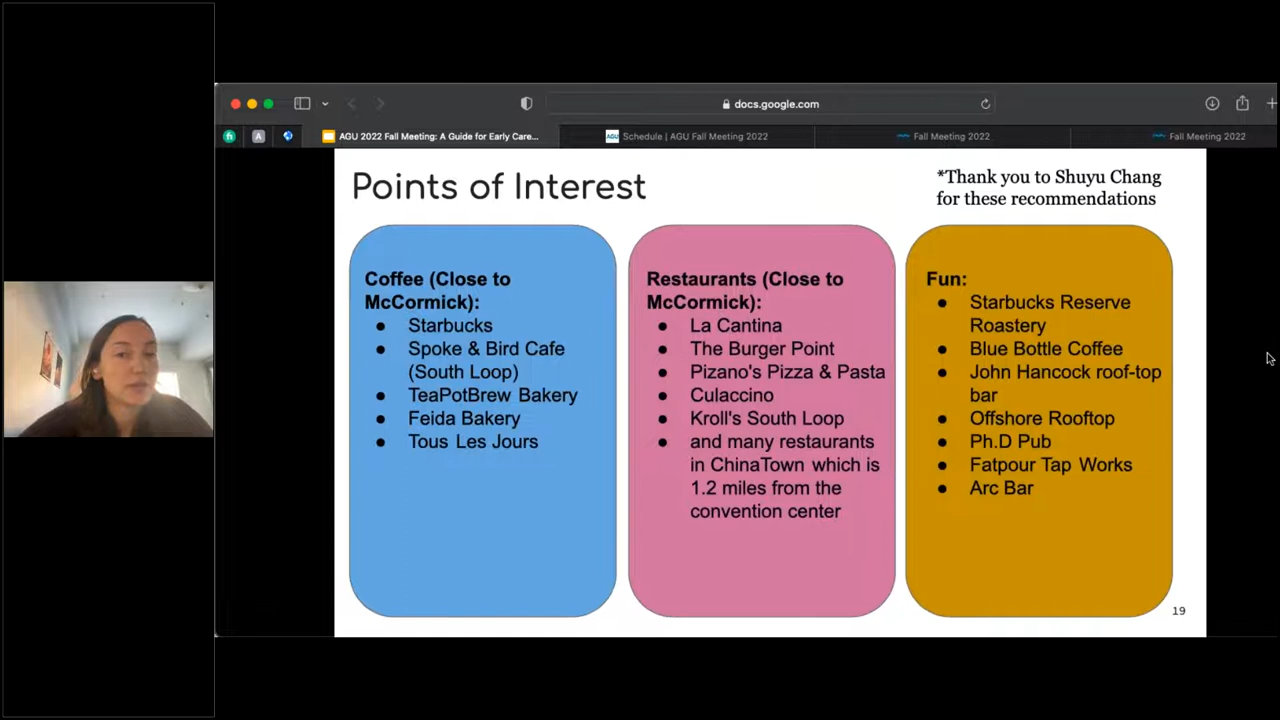 docs.google.com
AGU 2022 Fall Meeting: A Guide for Early Care...
AGU
Schedule | AGU Fall Meeting 2022
Fall Meeting 2022
Fall Meeting 2022
Points of Interest
*Thank you to Shuyu Chang
for these recommendations
Coffee (Close to
McCormick):
● Starbucks
● Spoke & Bird Cafe
(South Loop)
● TeaPotBrew Bakery
● Feida Bakery
● Tous Les Jours
Restaurants (Close to
McCormick):
● La Cantina
● The Burger Point
● Pizano's Pizza & Pasta
● Culaccino
● Kroll's South Loop
● and many restaurants
in ChinaTown which is
1.2 miles from the
convention center
Fun:
● Starbucks Reserve
Roastery
● Blue Bottle Coffee
● John Hancock roof-top
bar
● Offshore Rooftop
● Ph.D Pub
● Fatpour Tap Works
● Arc Bar
19